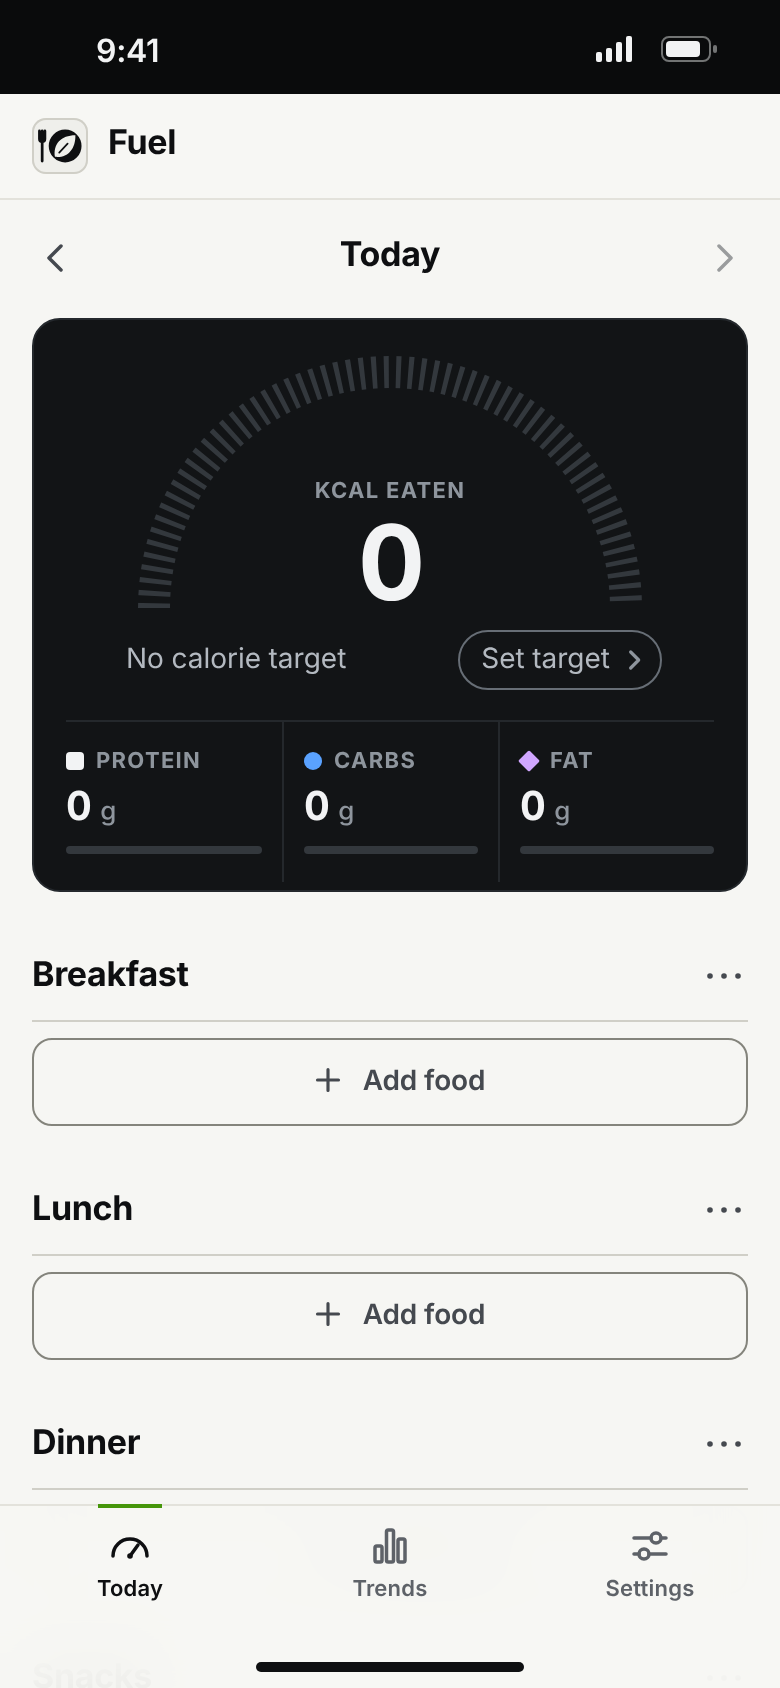 9:41
Fuel
Today
KCAL EATEN
0
No calorie target
Set target
PROTEIN CARBS FAT
0 g 0 g 0 g
Breakfast
Add food
Lunch
Add food
Dinner
Today Trends Settings
Snacks